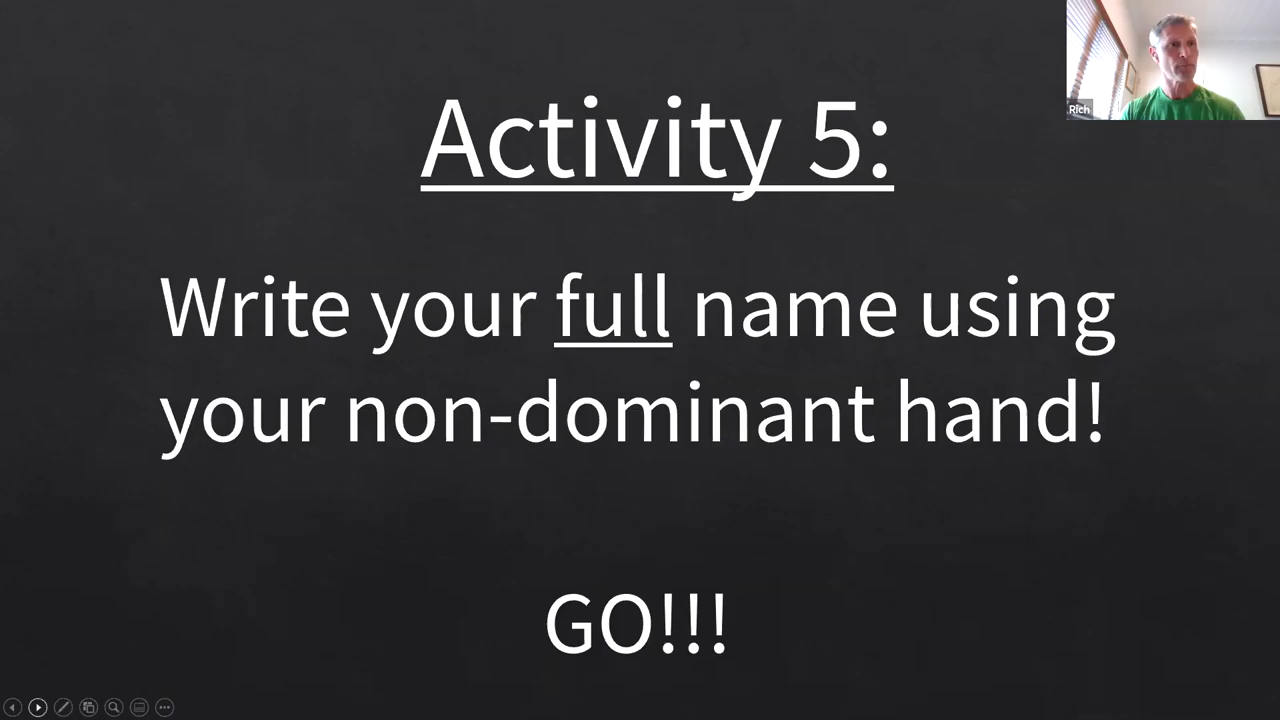 Activity 5:
Rich
Write your full name using
your non-dominant hand!
GO!!!